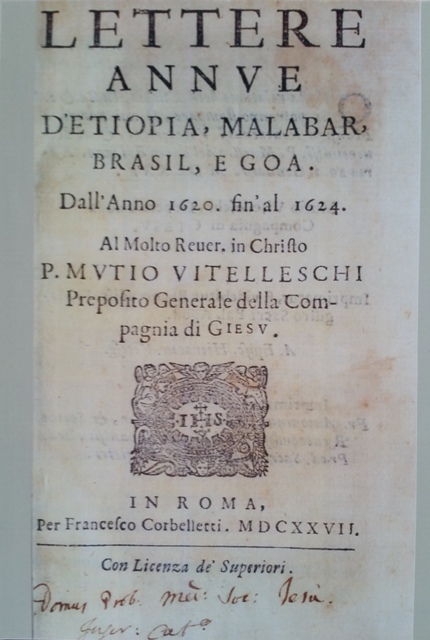 LETTERE
ANNVE
D'ETIOPIA, MALABAR,
BRASIL, E GOA.
Dall'Anno 1620. fin'al 1624.
Al Molto Reuer. in Chriſto
P. MVTIO VITELLESCHI
Prepoſito Generale della Com-
pagnia di GIESV.
IHS
IN ROMA,
Per Franceſco Corbelletti. MDCXXVII.
Con Licenza de' Superiori.
Domus Prob. Soc: Jesu.